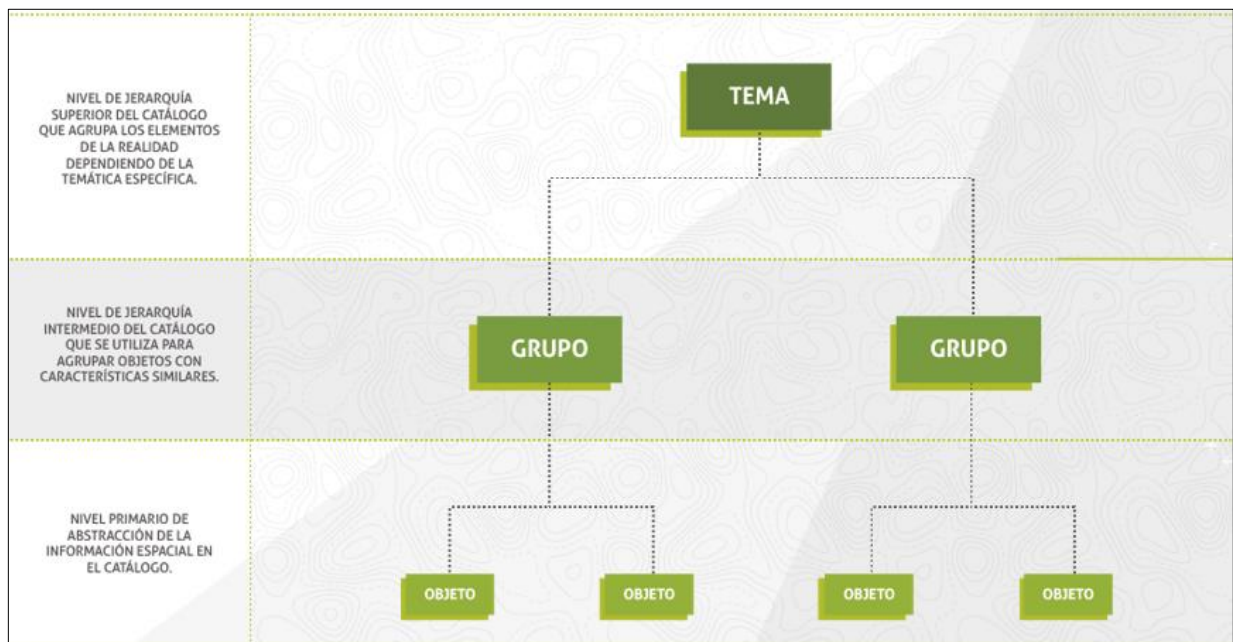 NIVEL DE JERARQUÍA
SUPERIOR DEL CATÁLOGO
QUE AGRUPA LOS ELEMENTOS
DE LA REALIDAD
DEPENDIENDO DE LA
TEMÁTICA ESPECÍFICA.
TEMA
NIVEL DE JERARQUÍA
INTERMEDIO DEL CATÁLOGO
QUE SE UTILIZA PARA
AGRUPAR OBJETOS CON
CARACTERÍSTICAS SIMILARES.
GRUPO
GRUPO
NIVEL PRIMARIO DE
ABSTRACCIÓN DE LA
INFORMACIÓN ESPACIAL EN
EL CATÁLOGO.
OBJETO
OBJETO
OBJETO
OBJETO